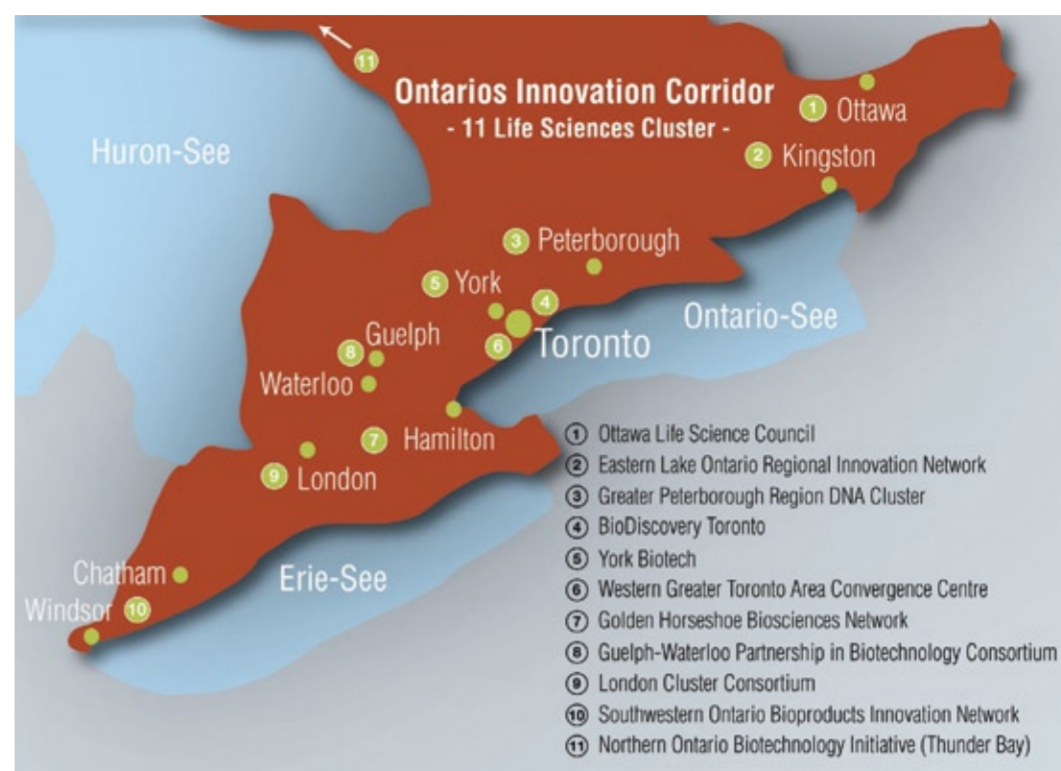 11
Ontarios Innovation Corridor
- 11 Life Sciences Cluster -
1 Ottawa
Huron-See
2 Kingston
3 Peterborough
5 York
4
Ontario-See
6 Toronto
Guelph
8
Waterloo
7 Hamilton
9 London
Chatham
Erie-See
Windsor 10
1 Ottawa Life Science Council
2 Eastern Lake Ontario Regional Innovation Network
3 Greater Peterborough Region DNA Cluster
4 BioDiscovery Toronto
5 York Biotech
6 Western Greater Toronto Area Convergence Centre
7 Golden Horseshoe Biosciences Network
8 Guelph-Waterloo Partnership in Biotechnology Consortium
9 London Cluster Consortium
10 Southwestern Ontario Bioproducts Innovation Network
11 Northern Ontario Biotechnology Initiative (Thunder Bay)